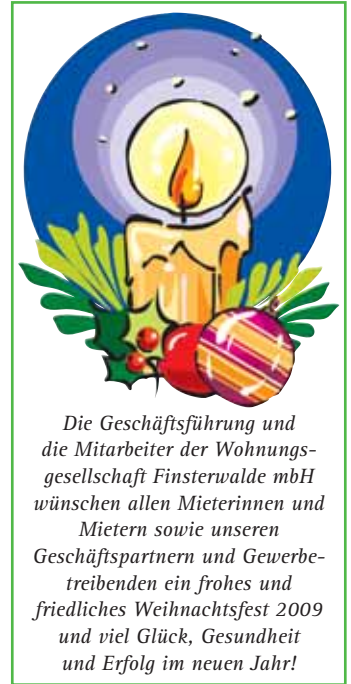 Die Geschäftsführung und
die Mitarbeiter der Wohnungs-
gesellschaft Finsterwalde mbH
wünschen allen Mieterinnen und
Mietern sowie unseren
Geschäftspartnern und Gewerbe-
treibenden ein frohes und
friedliches Weihnachtsfest 2009
und viel Glück, Gesundheit
und Erfolg im neuen Jahr!